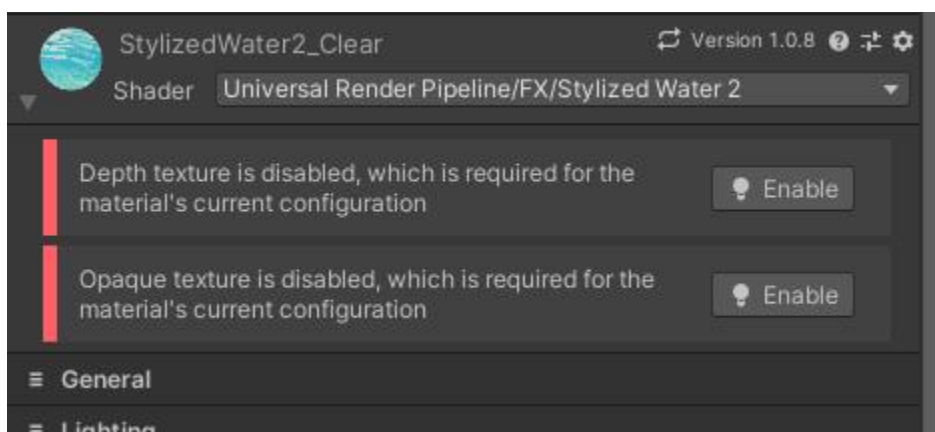 StylizedWater2_Clear
Version 1.0.8
Shader
Universal Render Pipeline/FX/Stylized Water 2
Depth texture is disabled, which is required for the
material's current configuration
Enable
Opaque texture is disabled, which is required for the
material's current configuration
Enable
General
Lighting